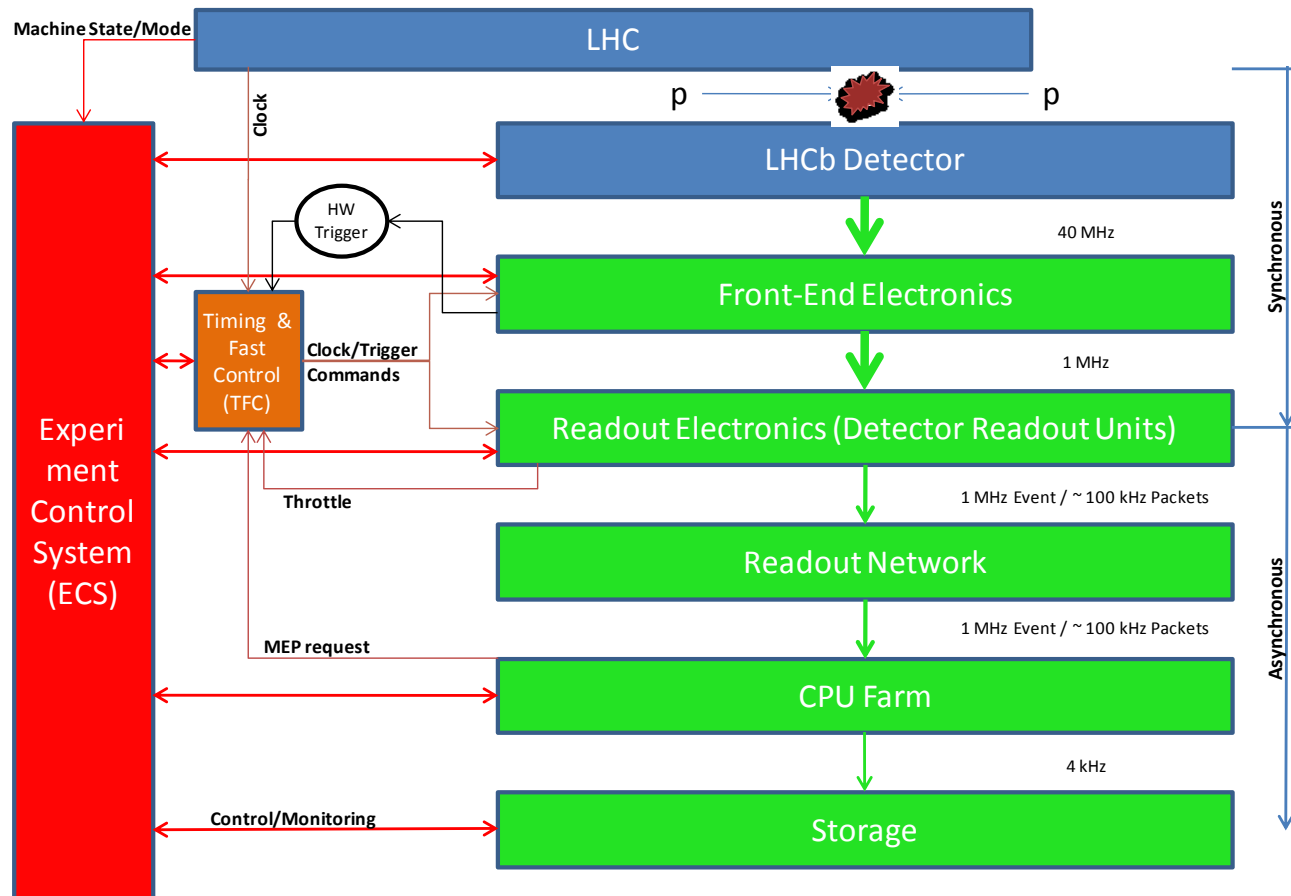 Machine State/Mode
LHC
Clock
p
p
LHCb Detector
HW
Trigger
40 MHz
Synchronous
Front-End Electronics
Timing &
Fast
Control
(TFC)
Clock/Trigger
Commands
1 MHz
Experi
ment
Control
System
(ECS)
Readout Electronics (Detector Readout Units)
Throttle
1 MHz Event / ~ 100 kHz Packets
Readout Network
1 MHz Event / ~ 100 kHz Packets
MEP request
Asynchronous
CPU Farm
4 kHz
Control/Monitoring
Storage